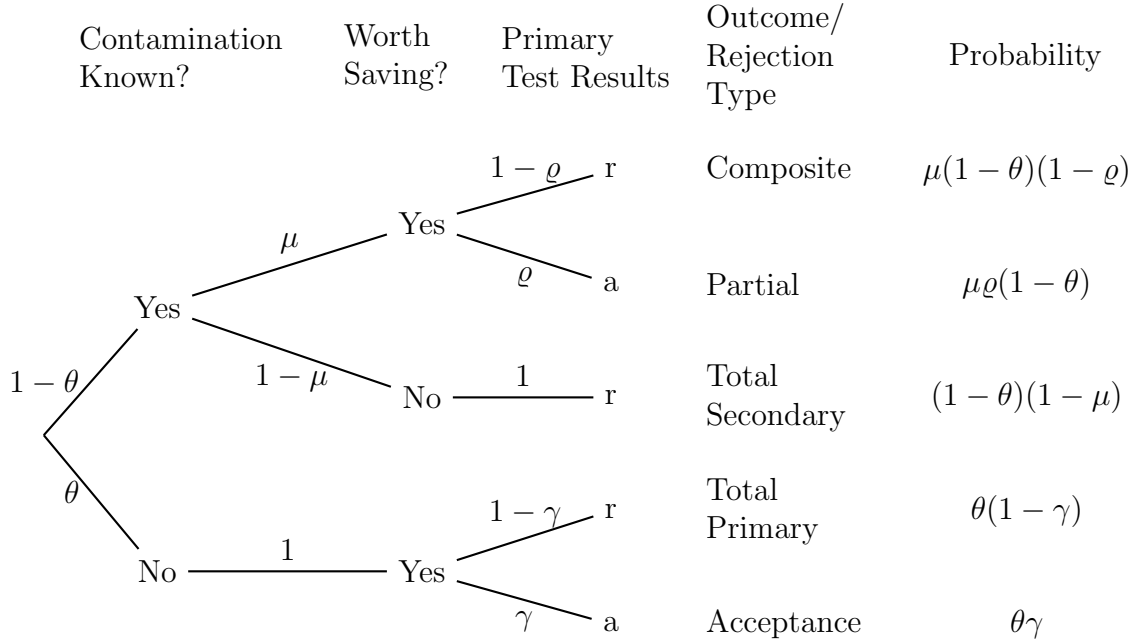 Contamination
Known?
Worth
Saving?
Primary
Test Results
Outcome/
Rejection
Type
Probability
1 − ϱ
r
Composite
μ(1 − θ)(1 − ϱ)
Yes
μ
ϱ
a
Partial
μϱ(1 − θ)
Yes
1 − θ
1 − μ
No
1
r
Total
Secondary
(1 − θ)(1 − μ)
θ
1 − γ
r
Total
Primary
θ(1 − γ)
No
1
Yes
γ
a
Acceptance
θγ